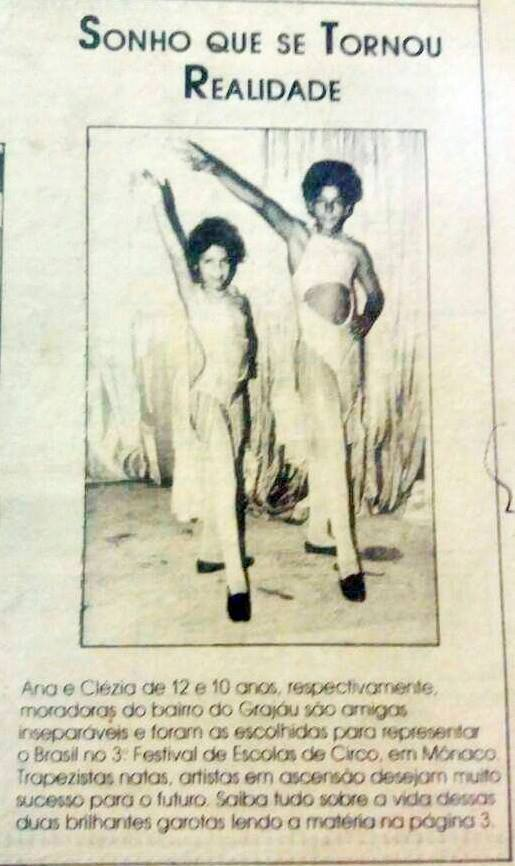 SONHO QUE SE TORNOU
REALIDADE
Ana e Clézia de 12 e 10 anos, respectivamente,
moradoras do bairro do Grajáu são amigas
inseparáveis e foram as escolhidas para representar
o Brasil no 3º Festival de Escolas de Circo, em Mônaco.
Trapezistas natas, artistas em ascensão desejam muito
sucesso para o futuro. Saiba tudo sobre a vida dessas
duas brilhantes garotas lendo a matéria na página 3.